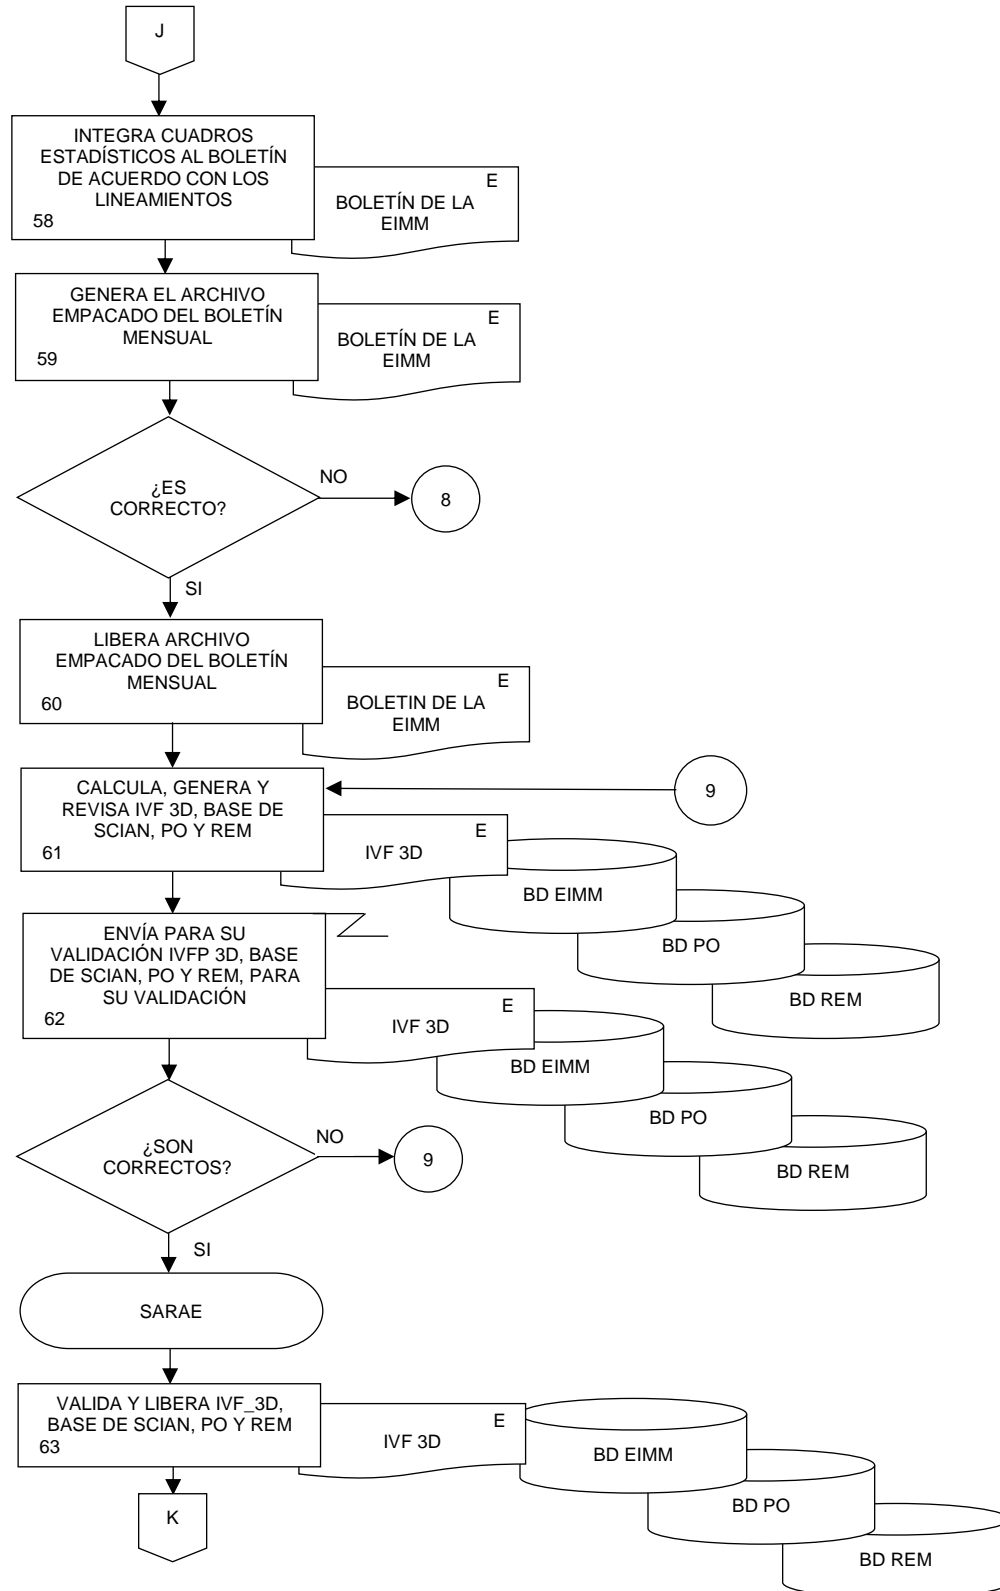 J
INTEGRA CUADROS
ESTADÍSTICOS AL BOLETÍN
DE ACUERDO CON LOS
LINEAMIENTOS
58
E
BOLETÍN DE LA
EIMM
GENERA EL ARCHIVO
EMPACADO DEL BOLETÍN
MENSUAL
59
E
BOLETÍN DE LA
EIMM
¿ES
CORRECTO?
NO
8
SI
LIBERA ARCHIVO
EMPACADO DEL BOLETÍN
MENSUAL
60
E
BOLETIN DE LA
EIMM
CALCULA, GENERA Y
REVISA IVF 3D, BASE DE
SCIAN, PO Y REM
61
9
E
IVF 3D
BD EIMM
BD PO
BD REM
ENVÍA PARA SU
VALIDACIÓN IVFP 3D, BASE
DE SCIAN, PO Y REM, PARA
SU VALIDACIÓN
62
E
IVF 3D
BD EIMM
BD PO
BD REM
¿SON
CORRECTOS?
NO
9
SI
SARAE
VALIDA Y LIBERA IVF_3D,
BASE DE SCIAN, PO Y REM
63
E
IVF 3D
BD EIMM
BD PO
BD REM
K